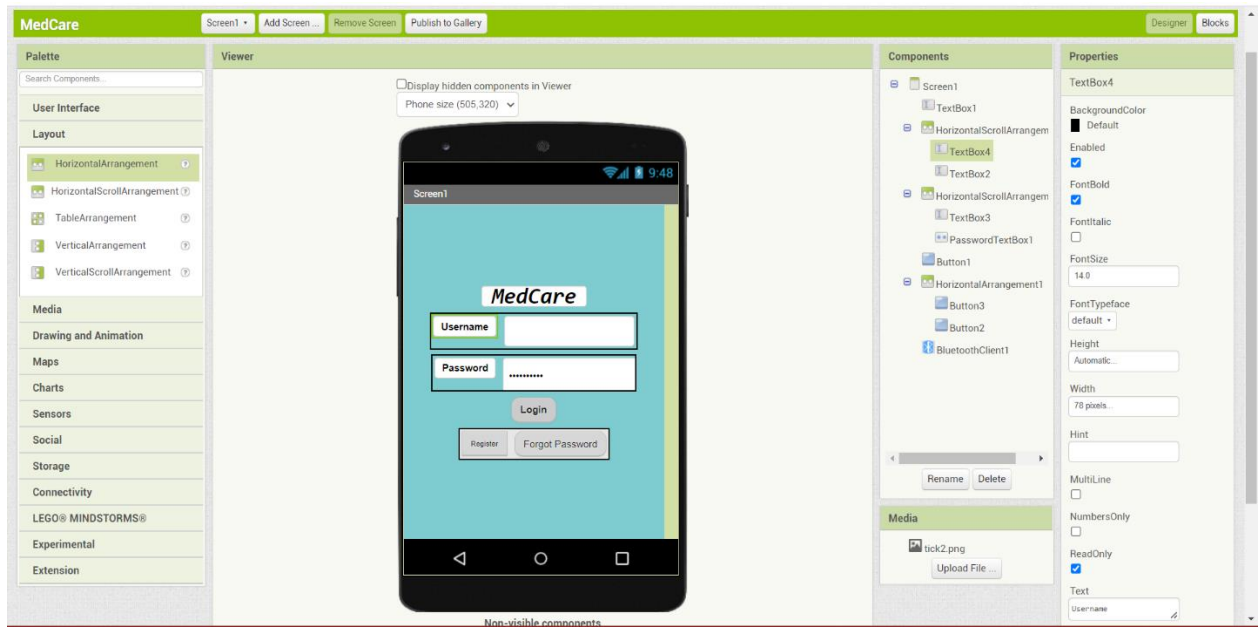 MedCare
Screen1 Add Screen ... Remove Screen Publish to Gallery Designer Blocks
Palette
Search Components...
User Interface
Layout
HorizontalArrangement ?
HorizontalScrollArrangement ?
TableArrangement ?
VerticalArrangement ?
VerticalScrollArrangement ?
Media
Drawing and Animation
Maps
Charts
Sensors
Social
Storage
Connectivity
LEGO® MINDSTORMS®
Experimental
Extension
Viewer
Display hidden components in Viewer
Phone size (505,320)
9:48
Screen1
MedCare
Username
Password
Login
Register Forgot Password
Non-visible components
Components
Screen1
TextBox1
HorizontalScrollArrangem
TextBox4
TextBox2
HorizontalScrollArrangem
TextBox3
PasswordTextBox1
Button1
HorizontalArrangement1
Button3
Button2
BluetoothClient1
Rename Delete
Media
tick2.png
Upload File ...
Properties
TextBox4
BackgroundColor
Default
Enabled
FontBold
FontItalic
FontSize
14.0
FontTypeface
default
Height
Automatic...
Width
78 pixels...
Hint
MultiLine
NumbersOnly
ReadOnly
Text
Username